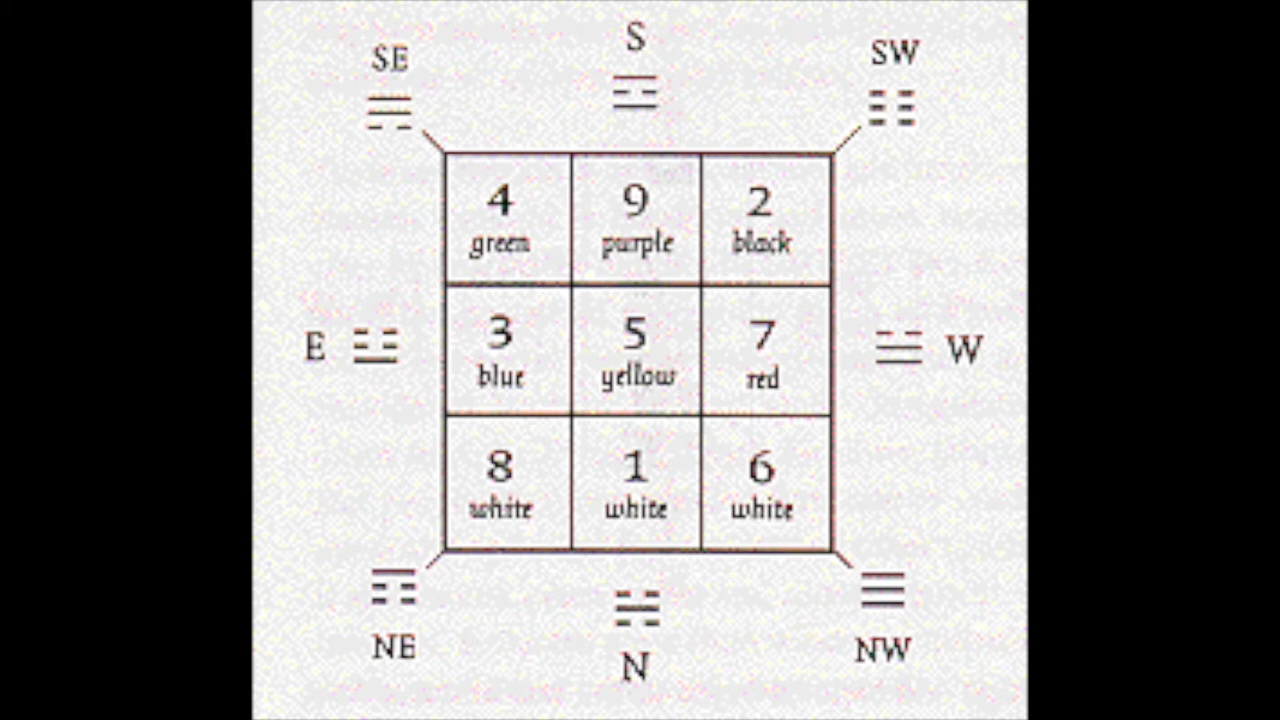 S
SE
SW
4 9 2
green purple black
E
3 5 7
W
blue yellow red
8 1 6
white white white
NE
N
NW